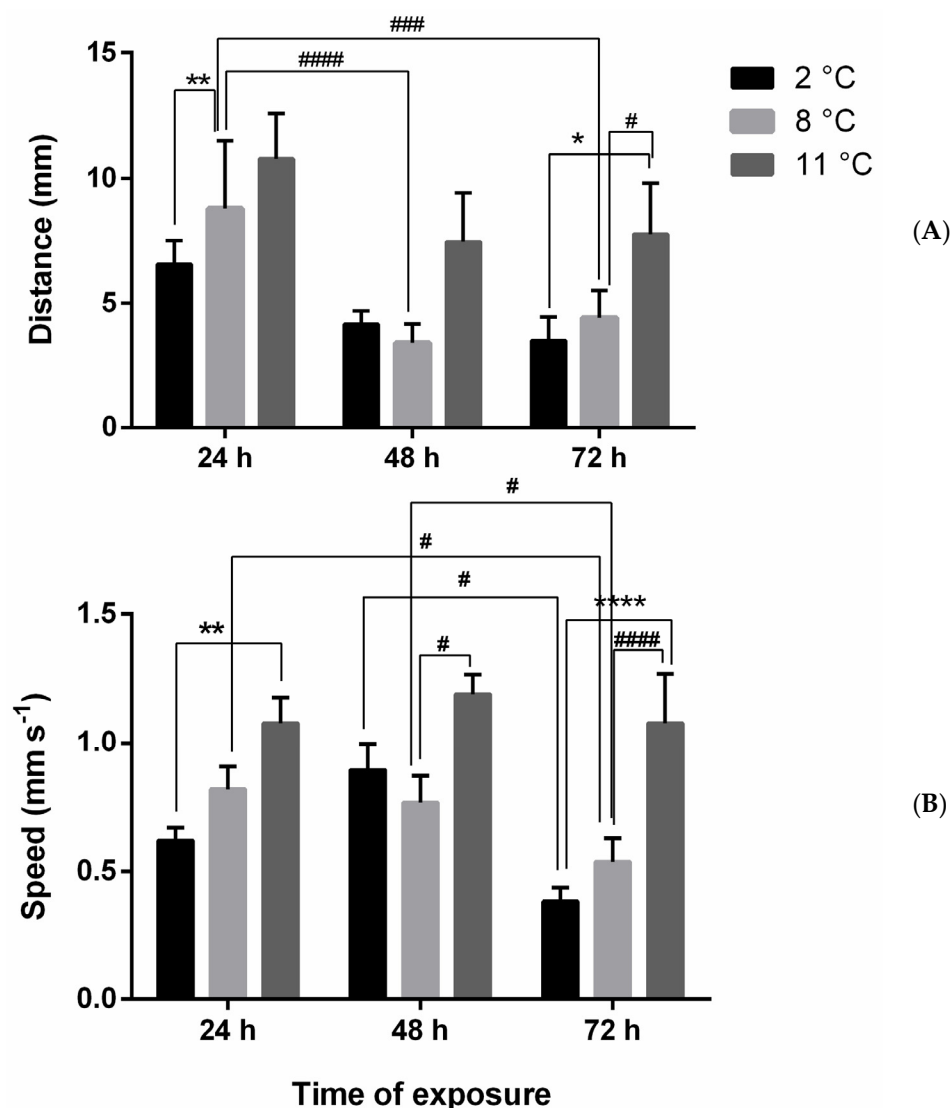 ###
15
####
**
2 °C
8 °C
11 °C
*
#
10
Distance (mm)
(A)
5
0
24 h
48 h
72 h
#
#
#
****
1.5
**
#
####
1.0
Speed (mm s-1)
(B)
0.5
0.0
24 h
48 h
72 h
Time of exposure